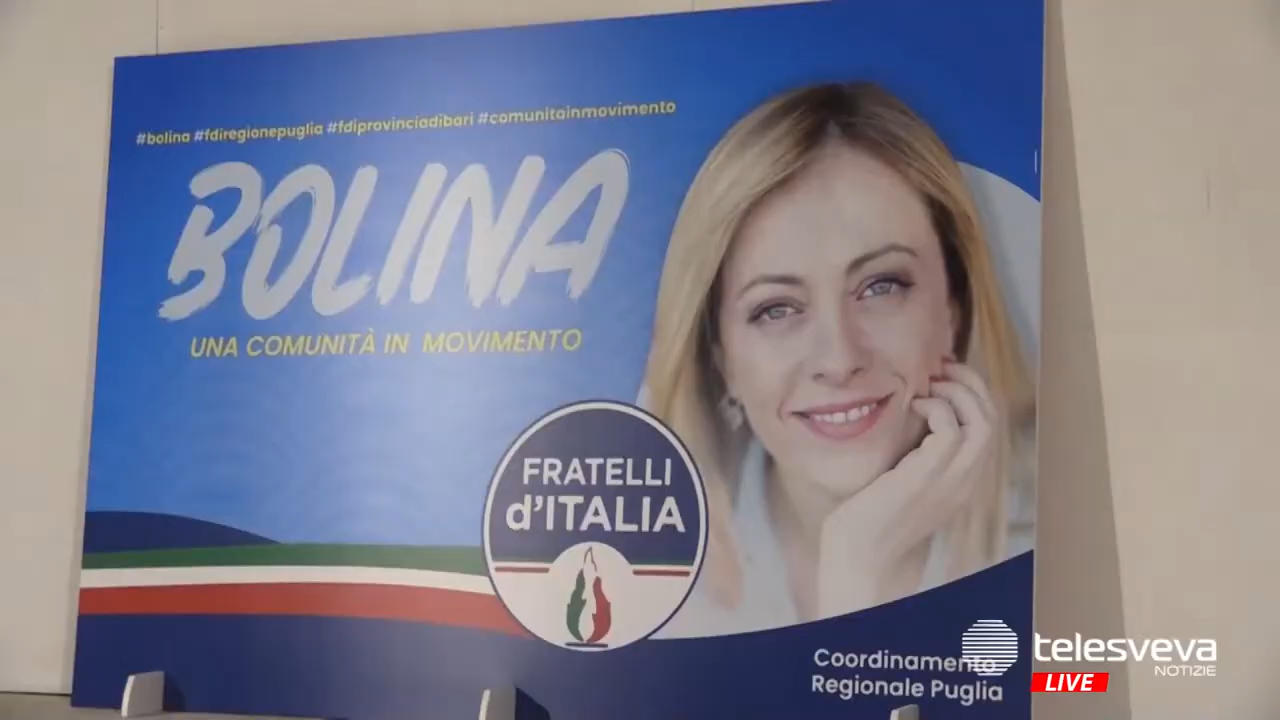 #bolina #fdiregionepuglia #fdiprovinciadibari #comunitainmovimento
BOLINA
UNA COMUNITÀ IN MOVIMENTO
FRATELLI
d'ITALIA
Coordinamento
Regionale Puglia
telesveva
NOTIZIE
LIVE